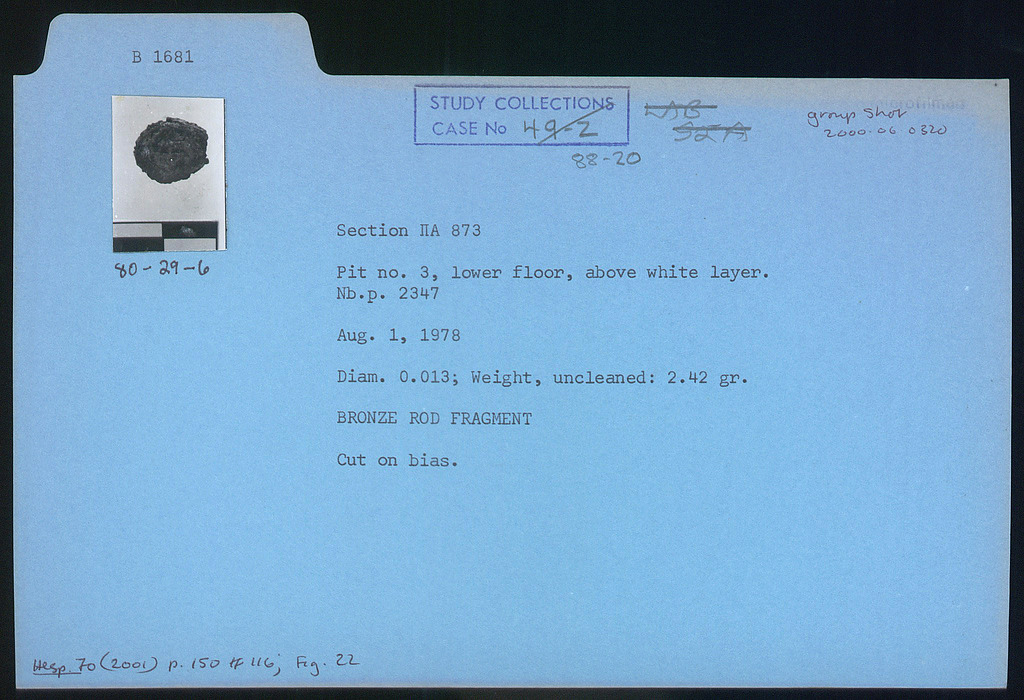 B 1681
STUDY COLLECTIONS
CASE No 49-2
88-20
group shot
2000.06 0320
80-29-6
Section ΠA 873
Pit no. 3, lower floor, above white layer.
Nb.p. 2347
Aug. 1, 1978
Diam. 0.013; Weight, uncleaned: 2.42 gr.
BRONZE ROD FRAGMENT
Cut on bias.
Hesp. 70 (2001) p. 150 # 116; Fig. 22